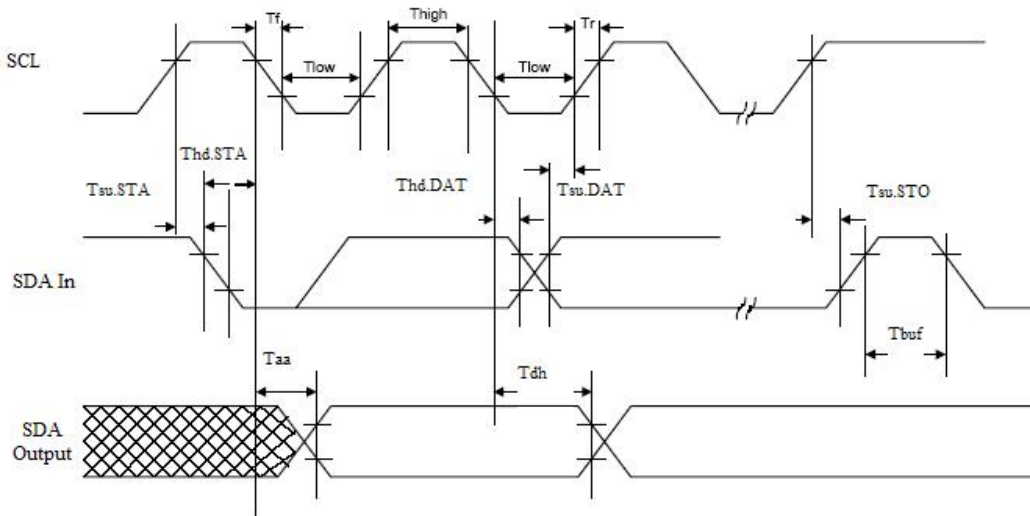 Tf
Thigh
Tr
SCL
Tlow
Tlow
Thd.STA
Tsu.STA
Thd.DAT
Tsu.DAT
Tsu.STO
SDA In
Tbuf
Taa
Tdh
SDA
Output